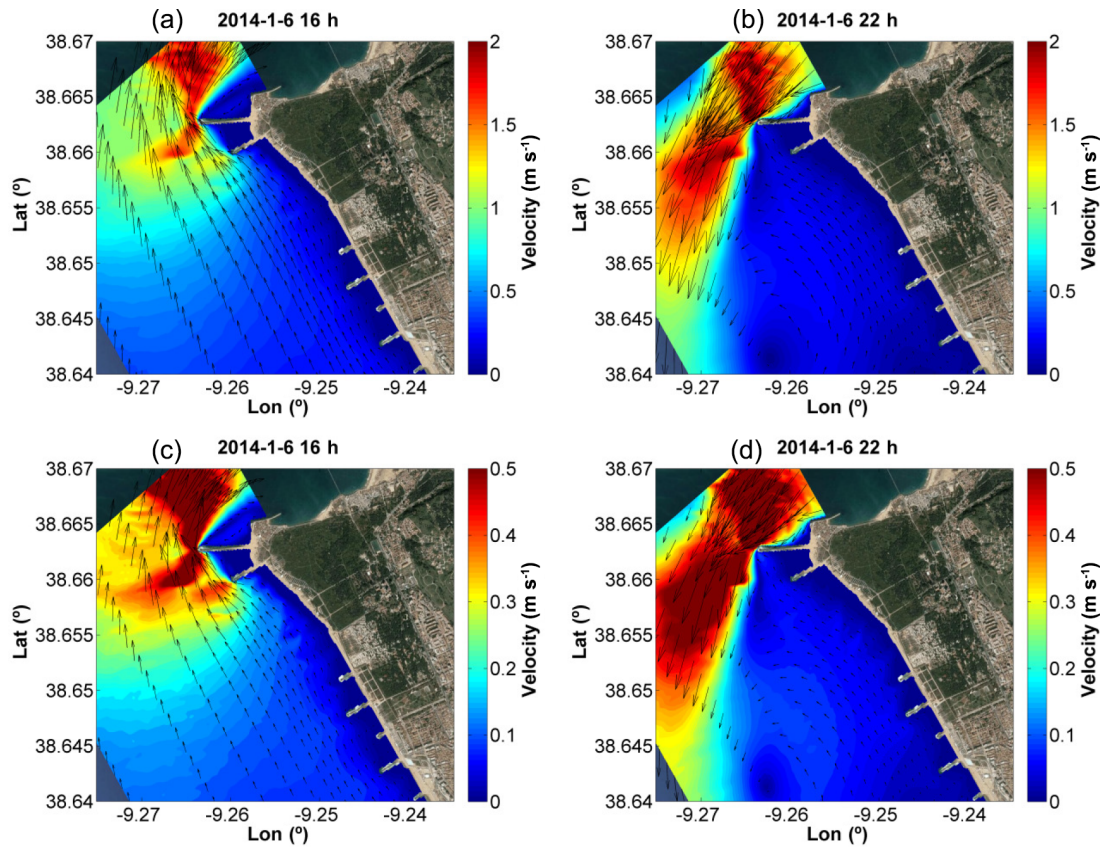 (a) 2014-1-6 16 h
38.67
38.665
38.66
38.655
38.65
38.645
38.64
Lat (º)
-9.27 -9.26 -9.25 -9.24
Lon (º)
2
1.5
1
0.5
0
Velocity (m s-1)
(b) 2014-1-6 22 h
38.67
38.665
38.66
38.655
38.65
38.645
38.64
Lat (º)
-9.27 -9.26 -9.25 -9.24
Lon (º)
2
1.5
1
0.5
0
Velocity (m s-1)
(c) 2014-1-6 16 h
38.67
38.665
38.66
38.655
38.65
38.645
38.64
Lat (º)
-9.27 -9.26 -9.25 -9.24
Lon (º)
0.5
0.4
0.3
0.2
0.1
0
Velocity (m s-1)
(d) 2014-1-6 22 h
38.67
38.665
38.66
38.655
38.65
38.645
38.64
Lat (º)
-9.27 -9.26 -9.25 -9.24
Lon (º)
0.5
0.4
0.3
0.2
0.1
0
Velocity (m s-1)